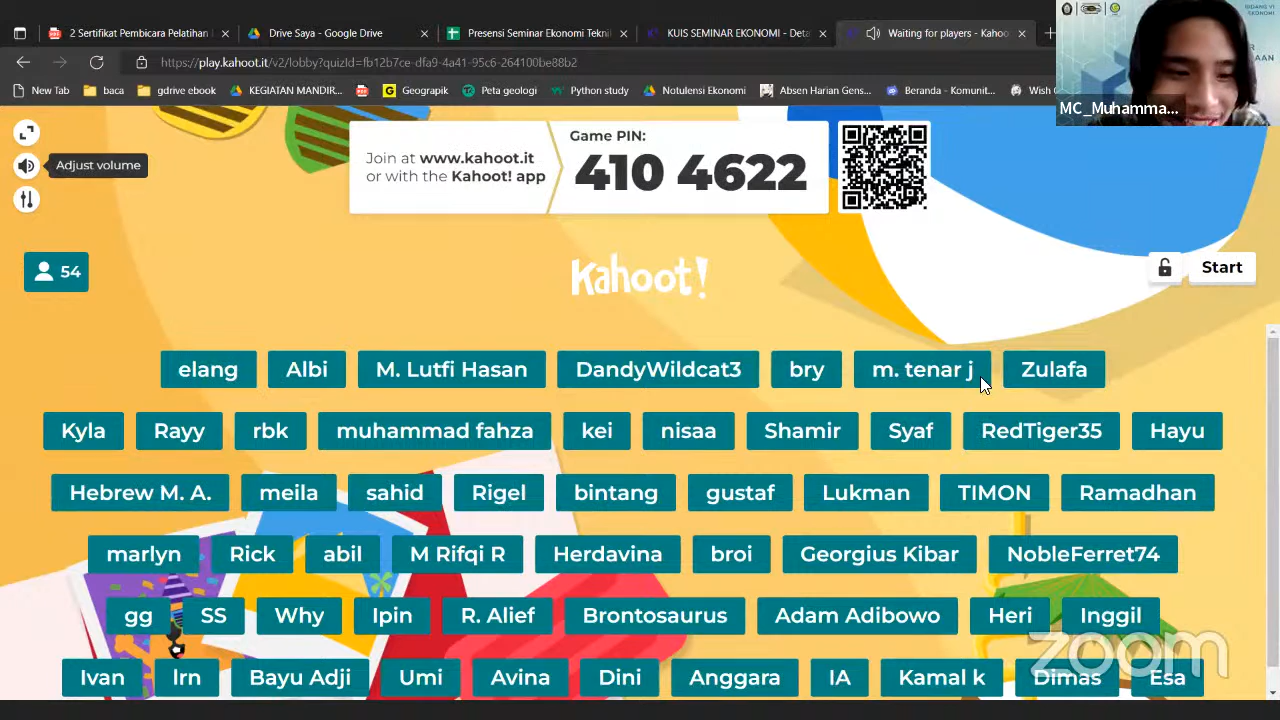 2 Sertifikat Pembicara Pelatihan
Drive Saya - Google Drive
Presensi Seminar Ekonomi Tekni
KUIS SEMINAR EKONOMI - Deta
Waiting for players - Kahoo
https://play.kahoot.it/v2/lobby?quizId=fb12b7ce-dfa9-4a41-95c6-264100be88b2
New Tab
baca
gdrive ebook
KEGIATAN MANDIR...
Geografik
Peta geologi
Python study
Notulensi Ekonomi
Absen Harian Gens...
Beranda - Komunit...
Wish
BIDANG VI
EKONOMI
MC_Muhamma...
Adjust volume
Join at www.kahoot.it
or with the Kahoot! app
Game PIN:
410 4622
54
Kahoot!
Start
elang Albi M. Lutfi Hasan DandyWildcat3 bry m. tenar j Zulafa
Kyla Rayy rbk muhammad fahza kei nisaa Shamir Syaf RedTiger35 Hayu
Hebrew M. A. meila sahid Rigel bintang gustaf Lukman TIMON Ramadhan
marlyn Rick abil M Rifqi R Herdavina broi Georgius Kibar NobleFerret74
gg SS Why Ipin R. Alief Brontosaurus Adam Adibowo Heri Inggil
Ivan Irn Bayu Adji Umi Avina Dini Anggara IA Kamal k Dimas Esa
zoom